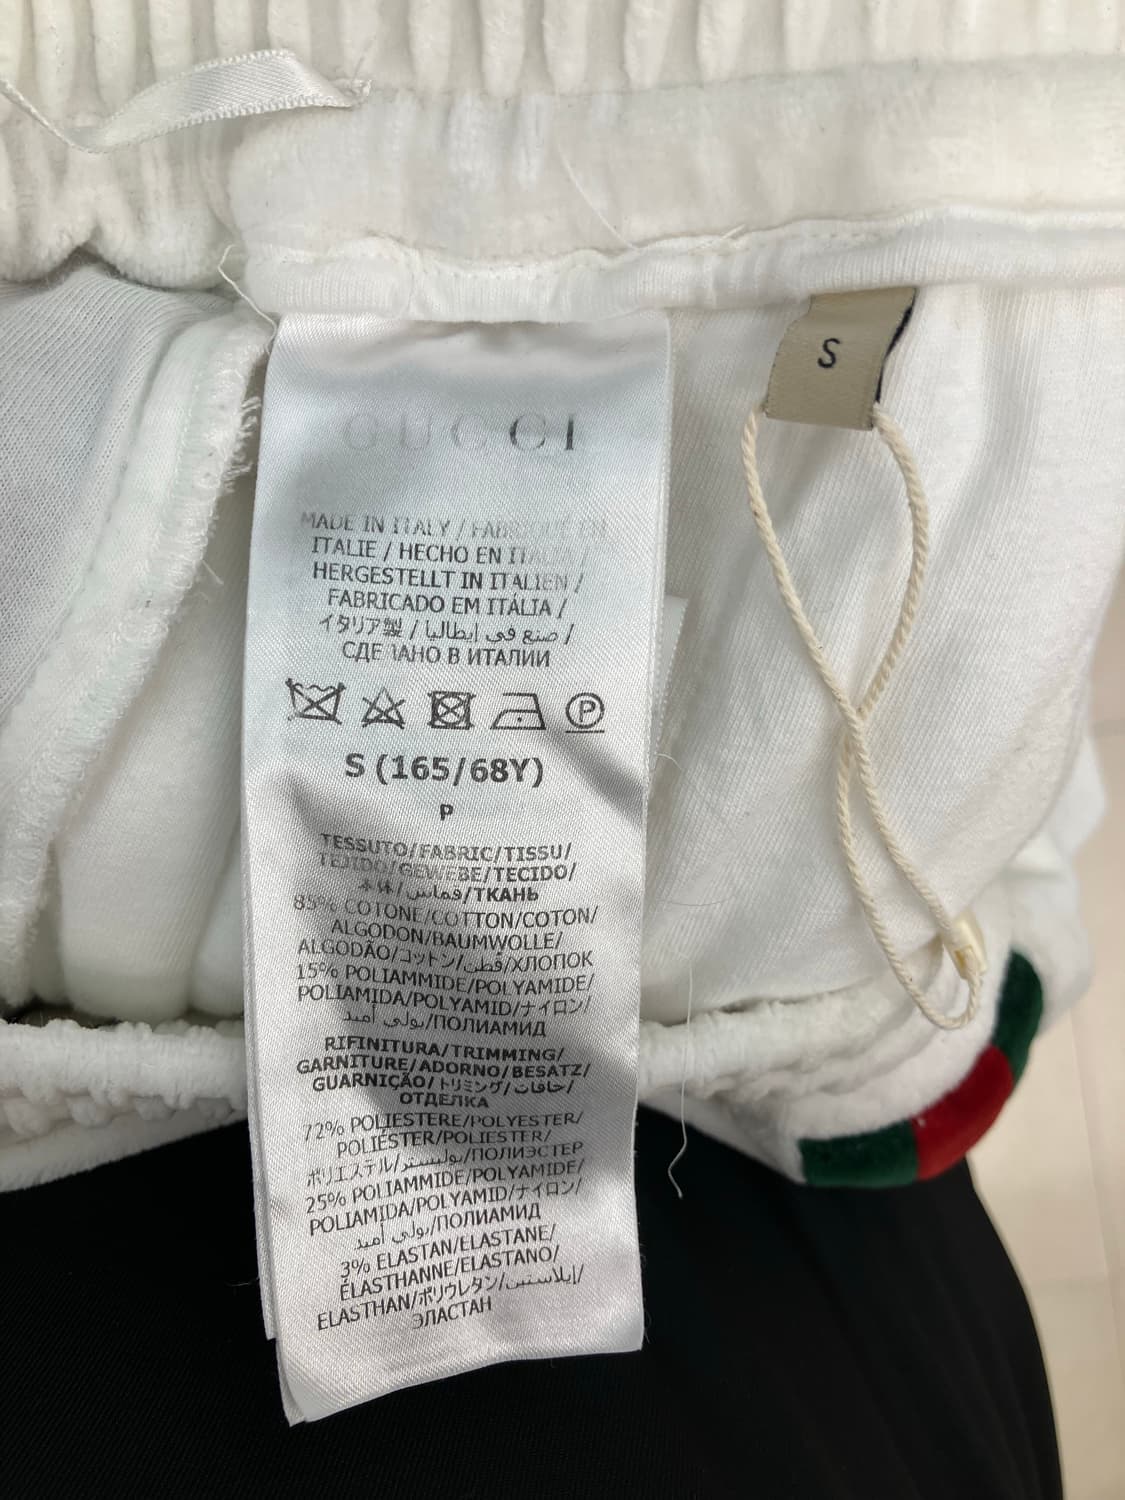 GUCCI
MADE IN ITALY / FABRIQUÉ EN
ITALIE / HECHO EN ITALIA /
HERGESTELLT IN ITALIEN /
FABRICADO EM ITÁLIA /
イタリア製 / صنع في إيطاليا /
СДЕЛАНО В ИТАЛИИ
P
S (165/68Y)
P
TESSUTO/FABRIC/TISSU/
TEJIDO/GEWEBE/TECIDO/
本体/قماش/ТКАНЬ
85% COTONE/COTTON/COTON/
ALGODON/BAUMWOLLE/
ALGODÃO/コットン/قطن/ХЛОПОК
15% POLIAMMIDE/POLYAMIDE/
POLIAMIDA/POLYAMID/ナイロン/
بولي أميد/ПОЛИАМИД
RIFINITURA/TRIMMING/
GARNITURE/ADORNO/BESATZ/
GUARNIÇÃO/トリミング/حافات/
ОТДЕЛКА
72% POLIESTERE/POLYESTER/
POLIÉSTER/POLIESTER/
ポリエステル/بوليستر/ПОЛИЭСТЕР
25% POLIAMMIDE/POLYAMIDE/
POLIAMIDA/POLYAMID/ナイロン/
بولي أميد/ПОЛИАМИД
3% ELASTAN/ELASTANE/
ÉLASTHANNE/ELASTANO/
ELASTHAN/ポリウレタン/إيلاستين/
ЭЛАСТАН
S